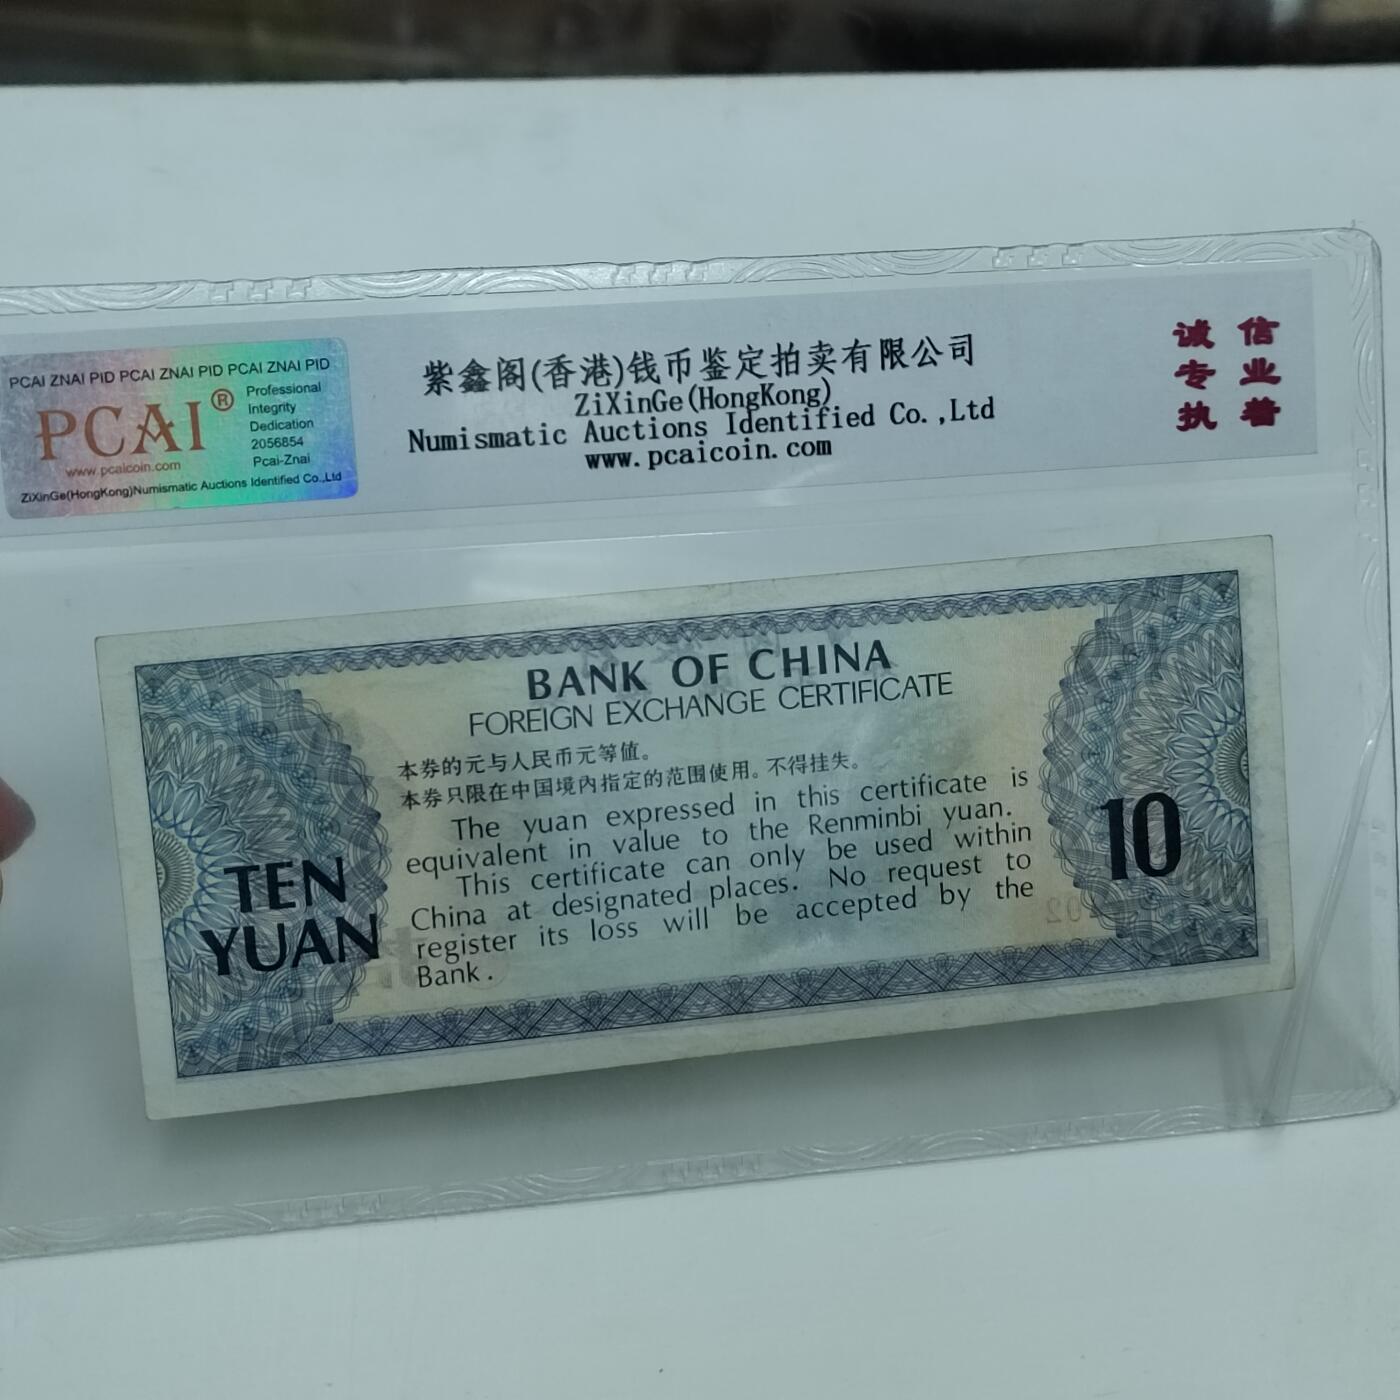 PCAI ZNAI PID PCAI ZNAI PID PCAI ZNAI PID
PCAI®
Professional
Integrity
Dedication
2056854
Pcai-Znai
www.pcaicoin.com
ZiXinGe(HongKong)Numismatic Auctions Identified Co.,Ltd
紫鑫阁(香港)钱币鉴定拍卖有限公司
ZiXinGe(HongKong)
Numismatic Auctions Identified Co.,Ltd
www.pcaicoin.com
诚信
专业
执着
BANK OF CHINA
FOREIGN EXCHANGE CERTIFICATE
本券的元与人民币元等值。
本券只限在中国境内指定的范围使用。不得挂失。
The yuan expressed in this certificate is
equivalent in value to the Renminbi yuan.
This certificate can only be used within
China at designated places. No request to
register its loss will be accepted by the
Bank.
TEN
YUAN
10